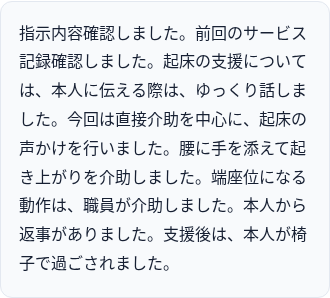 指示内容確認しました。前回のサービス
記録確認しました。起床の支援について
は、本人に伝える際は、ゆっくり話しま
した。今回は直接介助を中心に、起床の
声かけを行いました。腰に手を添えて起
き上がりを介助しました。端座位になる
動作は、職員が介助しました。本人から
返事がありました。支援後は、本人が椅
子で過ごされました。